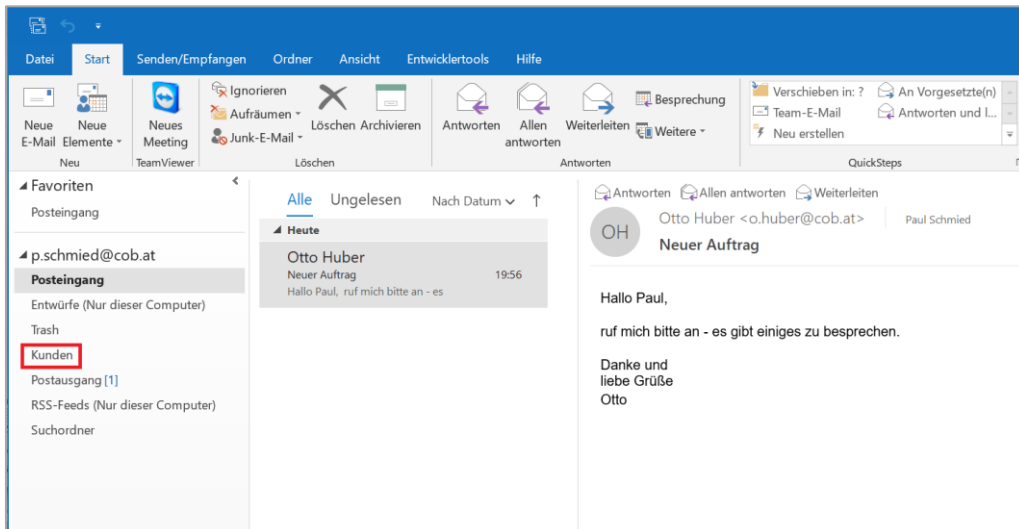 Datei Start Senden/Empfangen Ordner Ansicht Entwicklertools Hilfe
Neue E-Mail
Neue Elemente
Neu
Neues Meeting
TeamViewer
Ignorieren
Aufräumen
Junk-E-Mail
Löschen Archivieren
Löschen
Antworten
Allen antworten
Weiterleiten
Besprechung
Weitere
Antworten
Verschieben in: ?
Team-E-Mail
Neu erstellen
An Vorgesetzte(n)
Antworten und l...
QuickSteps
Favoriten
Posteingang
p.schmied@cob.at
Posteingang
Entwürfe (Nur dieser Computer)
Trash
Kunden
Postausgang [1]
RSS-Feeds (Nur dieser Computer)
Suchordner
Alle Ungelesen Nach Datum
Heute
Otto Huber
Neuer Auftrag 19:56
Hallo Paul, ruf mich bitte an - es
Antworten Allen antworten Weiterleiten
OH
Otto Huber <o.huber@cob.at> Paul Schmied
Neuer Auftrag
Hallo Paul,
ruf mich bitte an - es gibt einiges zu besprechen.
Danke und
liebe Grüße
Otto